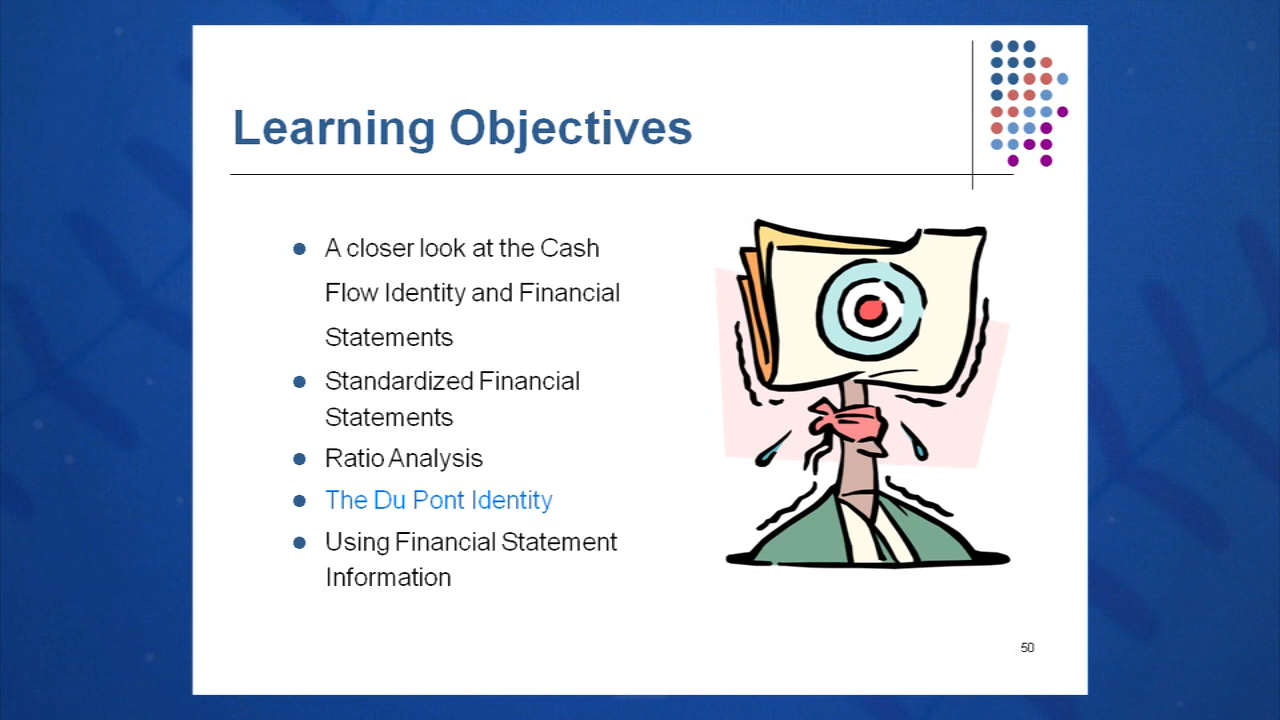 Learning Objectives
A closer look at the Cash
Flow Identity and Financial
Statements
Standardized Financial
Statements
Ratio Analysis
The Du Pont Identity
Using Financial Statement
Information
50